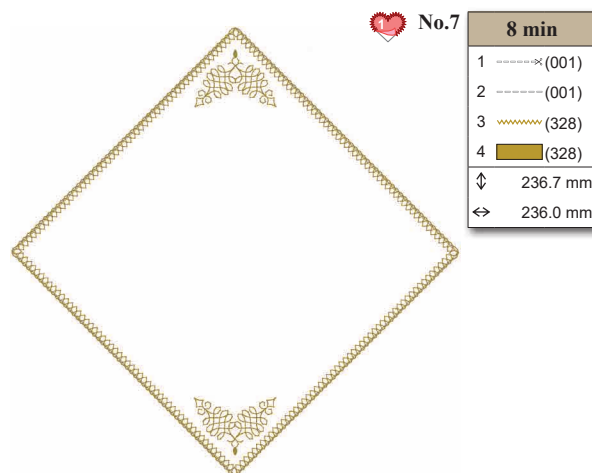 1 No.7
8 min
1 (001)
2 (001)
3 (328)
4 (328)
236.7 mm
236.0 mm